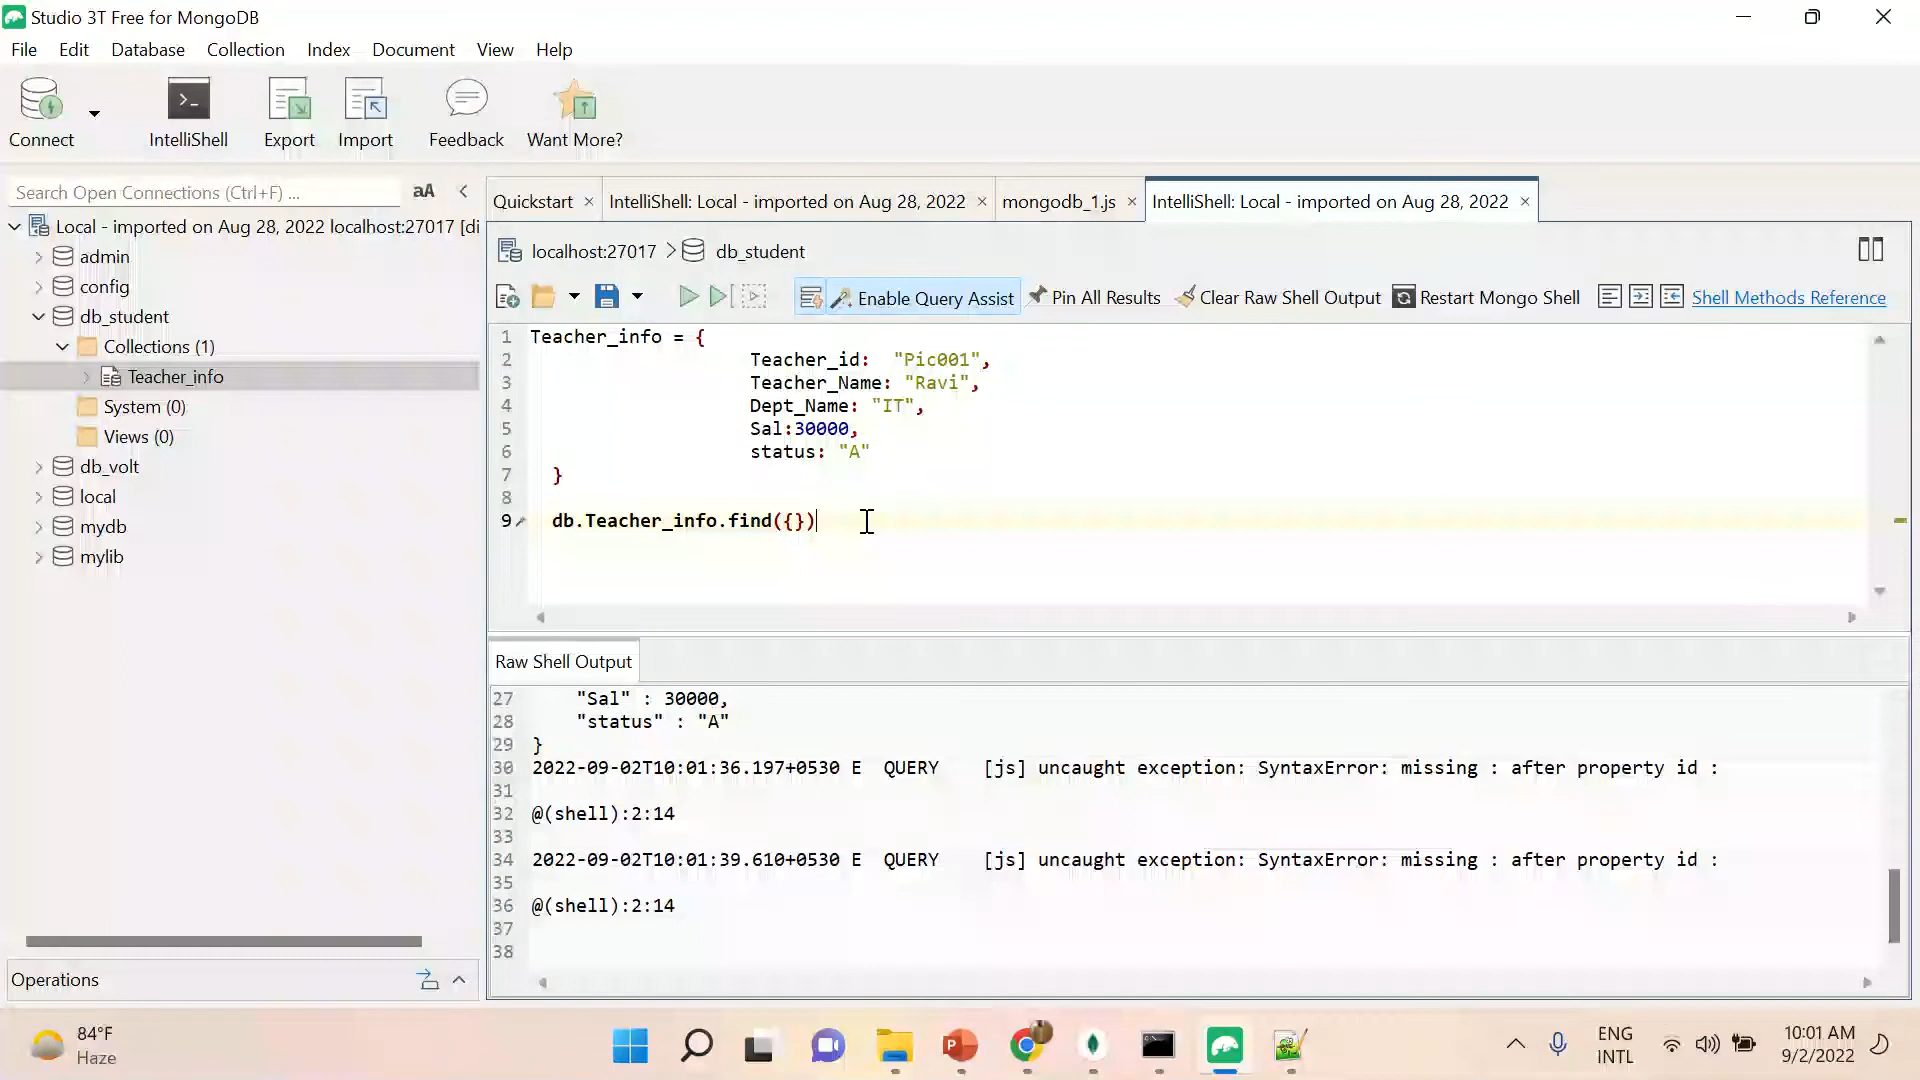 Studio 3T Free for MongoDB
File Edit Database Collection Index Document View Help
Connect IntelliShell Export Import Feedback Want More?
Search Open Connections (Ctrl+F) ... aA
Quickstart × IntelliShell: Local - imported on Aug 28, 2022 × mongodb_1.js × IntelliShell: Local - imported on Aug 28, 2022 ×
Local - imported on Aug 28, 2022 localhost:27017 [di
admin
config
db_student
Collections (1)
Teacher_info
System (0)
Views (0)
db_volt
local
mydb
mylib
Operations
localhost:27017 > db_student
Enable Query Assist Pin All Results Clear Raw Shell Output Restart Mongo Shell Shell Methods Reference
1 Teacher_info = {
2 Teacher_id: "Pic001",
3 Teacher_Name: "Ravi",
4 Dept_Name: "IT",
5 Sal:30000,
6 status: "A"
7 }
8
9 db.Teacher_info.find({})
Raw Shell Output
27 "Sal" : 30000,
28 "status" : "A"
29 }
30 2022-09-02T10:01:36.197+0530 E QUERY [js] uncaught exception: SyntaxError: missing : after property id :
31
32 @(shell):2:14
33
34 2022-09-02T10:01:39.610+0530 E QUERY [js] uncaught exception: SyntaxError: missing : after property id :
35
36 @(shell):2:14
37
38
84°F
Haze
ENG
INTL
10:01 AM
9/2/2022